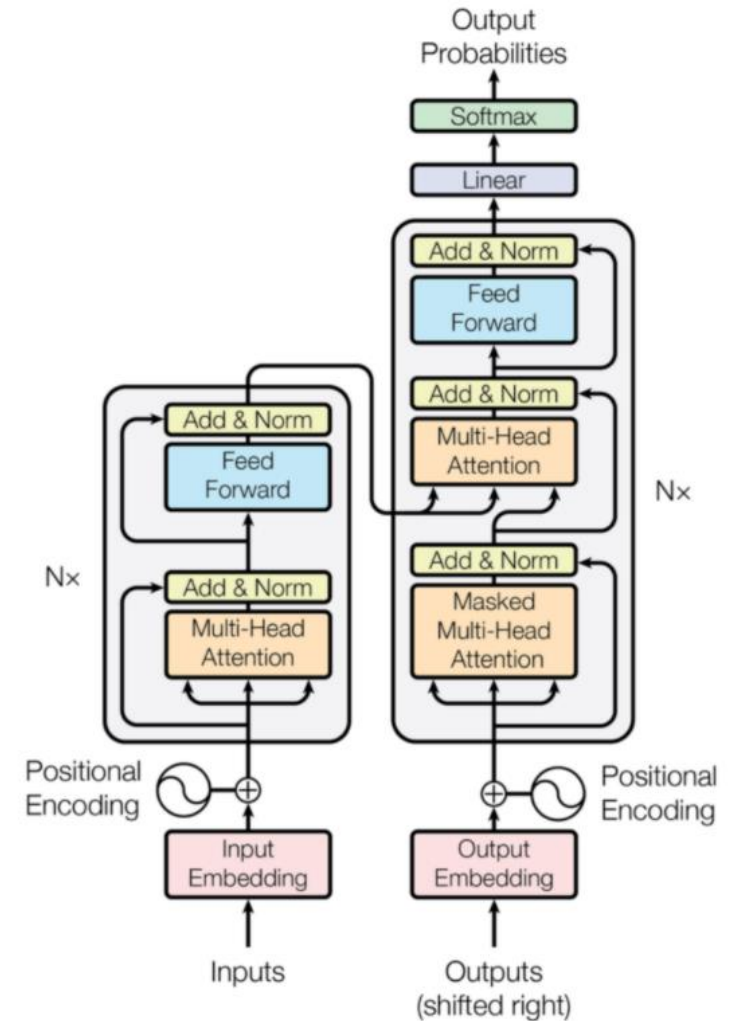 Output
Probabilities
Softmax
Linear
Add & Norm
Feed
Forward
Add & Norm
Multi-Head
Attention
Add & Norm
Masked
Multi-Head
Attention
N×
Add & Norm
Feed
Forward
Add & Norm
Multi-Head
Attention
N×
Positional
Encoding
Positional
Encoding
Input
Embedding
Output
Embedding
Inputs
Outputs
(shifted right)